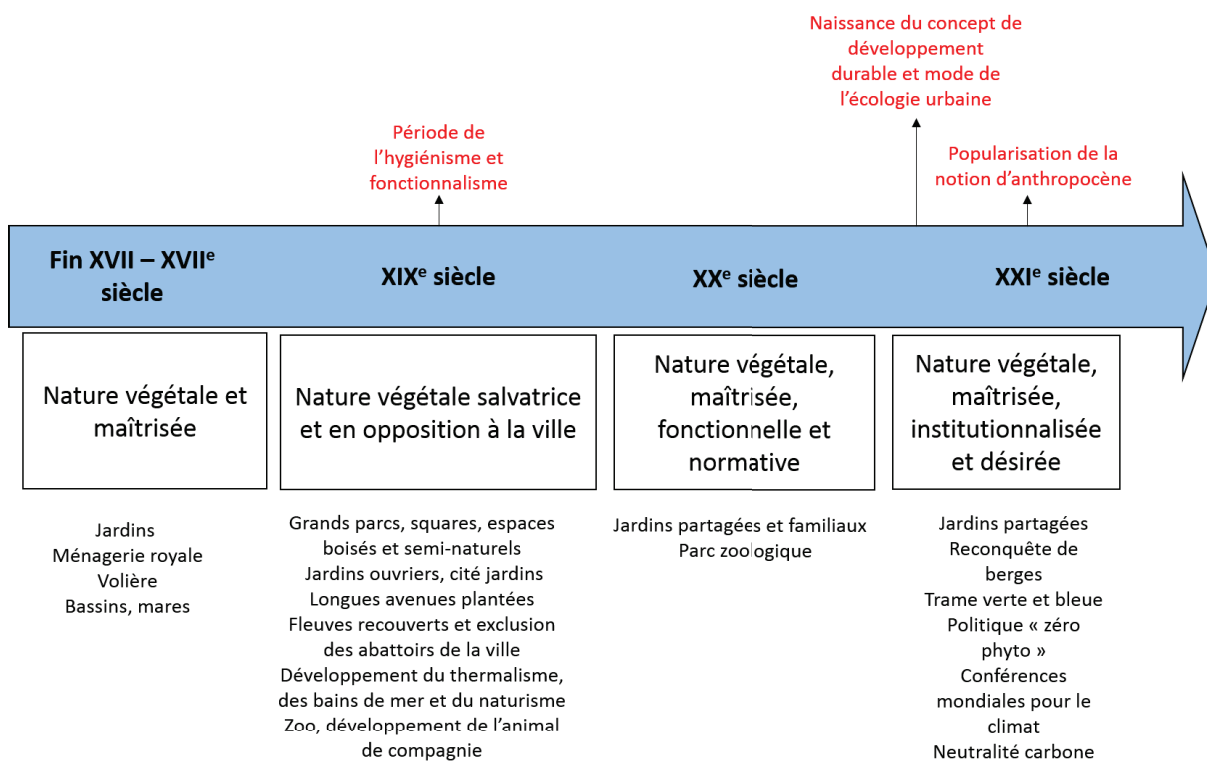 Naissance du concept de
développement
durable et mode de
l'écologie urbaine
Période de
l'hygiénisme et
fonctionnalisme
Popularisation de la
notion d'anthropocène
Fin XVII – XVIIe
siècle
XIXe siècle
XXe siècle
XXIe siècle
Nature végétale et
maîtrisée
Nature végétale salvatrice
et en opposition à la ville
Nature végétale,
maîtrisée,
fonctionnelle et
normative
Nature végétale,
maîtrisée,
institutionnalisée
et désirée
Jardins
Ménagerie royale
Volière
Bassins, mares
Grands parcs, squares, espaces
boisés et semi-naturels
Jardins ouvriers, cité jardins
Longues avenues plantées
Fleuves recouverts et exclusion
des abattoirs de la ville
Développement du thermalisme,
des bains de mer et du naturisme
Zoo, développement de l'animal
de compagnie
Jardins partagées et familiaux
Parc zoologique
Jardins partagées
Reconquête de
berges
Trame verte et bleue
Politique « zéro
phyto »
Conférences
mondiales pour le
climat
Neutralité carbone